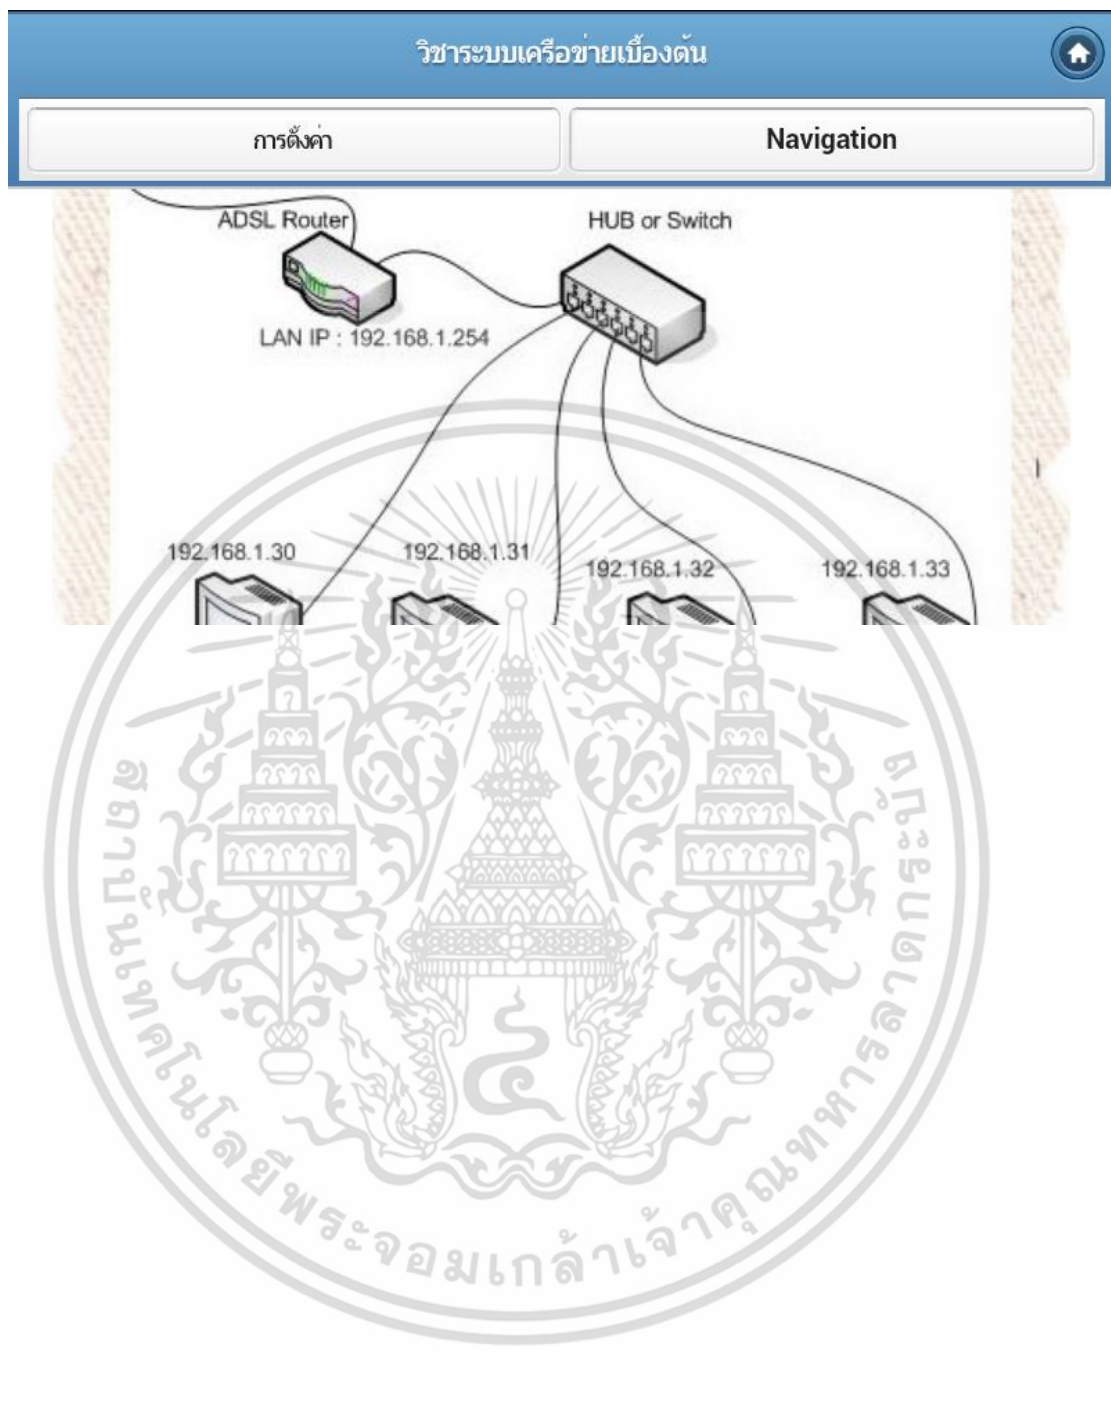 วิชาระบบเครือข่ายเบื้องต้น
การตั้งค่า
Navigation
ADSL Router
HUB or Switch
LAN IP : 192.168.1.254
192.168.1.30
192.168.1.31
192.168.1.32
192.168.1.33
สถาบันเทคโนโลยีพระจอมเกล้าเจ้าคุณทหารลาดกระบัง